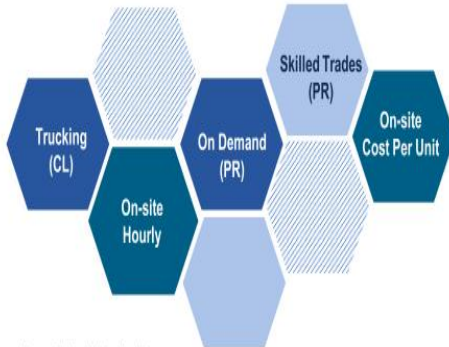 Skilled Trades
(PR)
Trucking
(CL)
On Demand
(PR)
On-site
Cost Per Unit
On-site
Hourly